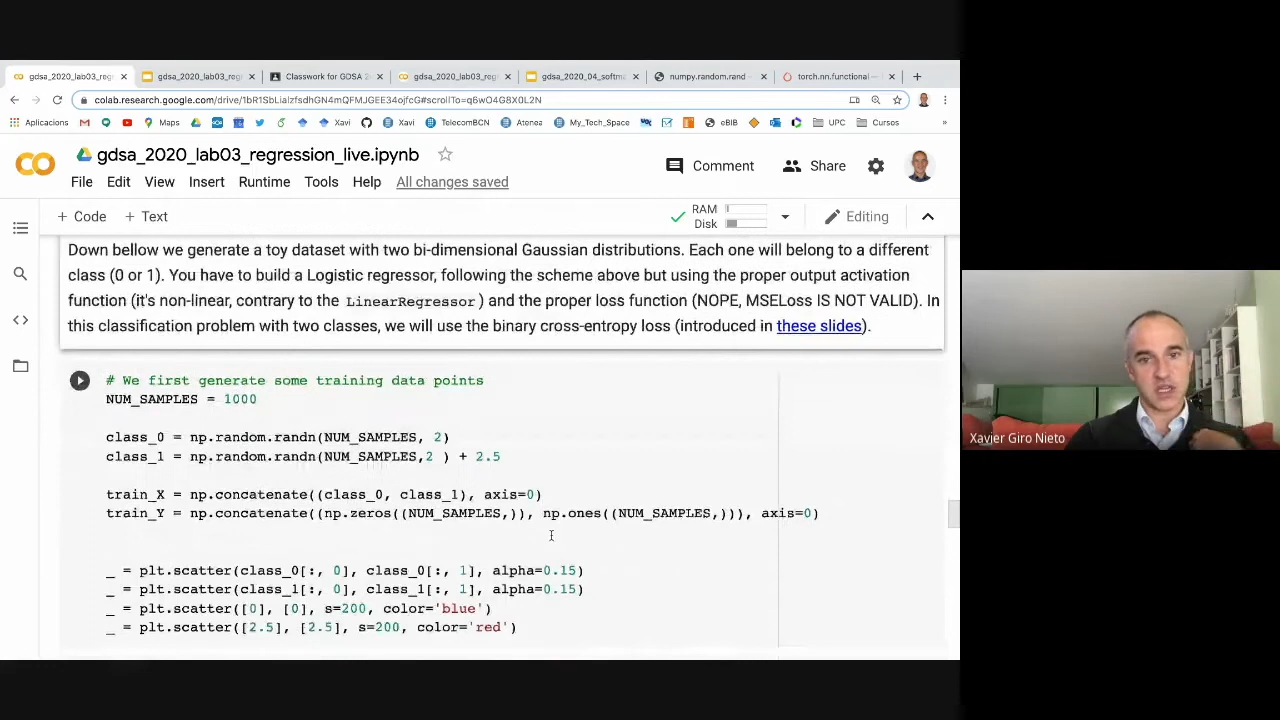 gdsa_2020_lab03_regr
gdsa_2020_lab03_regr
Classwork for GDSA 2
gdsa_2020_lab03_regr
gdsa_2020_04_softma
numpy.random.rand
torch.nn.functional —
colab.research.google.com/drive/1bR1SbLialzfsdhGN4mQFMJGEE34ojfcG#scrollTo=q6wO4G8X0L2N
Aplicaciones
Maps
Xavi
Xavi
TelecomBCN
Atenea
My_Tech_Space
eBIB
UPC
Cursos
»
gdsa_2020_lab03_regression_live.ipynb
Comment
Share
File Edit View Insert Runtime Tools Help All changes saved
+ Code + Text
RAM
Disk
Editing
Down bellow we generate a toy dataset with two bi-dimensional Gaussian distributions. Each one will belong to a different
class (0 or 1). You have to build a Logistic regressor, following the scheme above but using the proper output activation
function (it's non-linear, contrary to the LinearRegressor ) and the proper loss function (NOPE, MSELoss IS NOT VALID). In
this classification problem with two classes, we will use the binary cross-entropy loss (introduced in these slides).
# We first generate some training data points
NUM_SAMPLES = 1000
class_0 = np.random.randn(NUM_SAMPLES, 2)
class_1 = np.random.randn(NUM_SAMPLES,2 ) + 2.5
train_X = np.concatenate((class_0, class_1), axis=0)
train_Y = np.concatenate((np.zeros((NUM_SAMPLES,)), np.ones((NUM_SAMPLES,))), axis=0)
_ = plt.scatter(class_0[:, 0], class_0[:, 1], alpha=0.15)
_ = plt.scatter(class_1[:, 0], class_1[:, 1], alpha=0.15)
_ = plt.scatter([0], [0], s=200, color='blue')
_ = plt.scatter([2.5], [2.5], s=200, color='red')
Xavier Giro Nieto